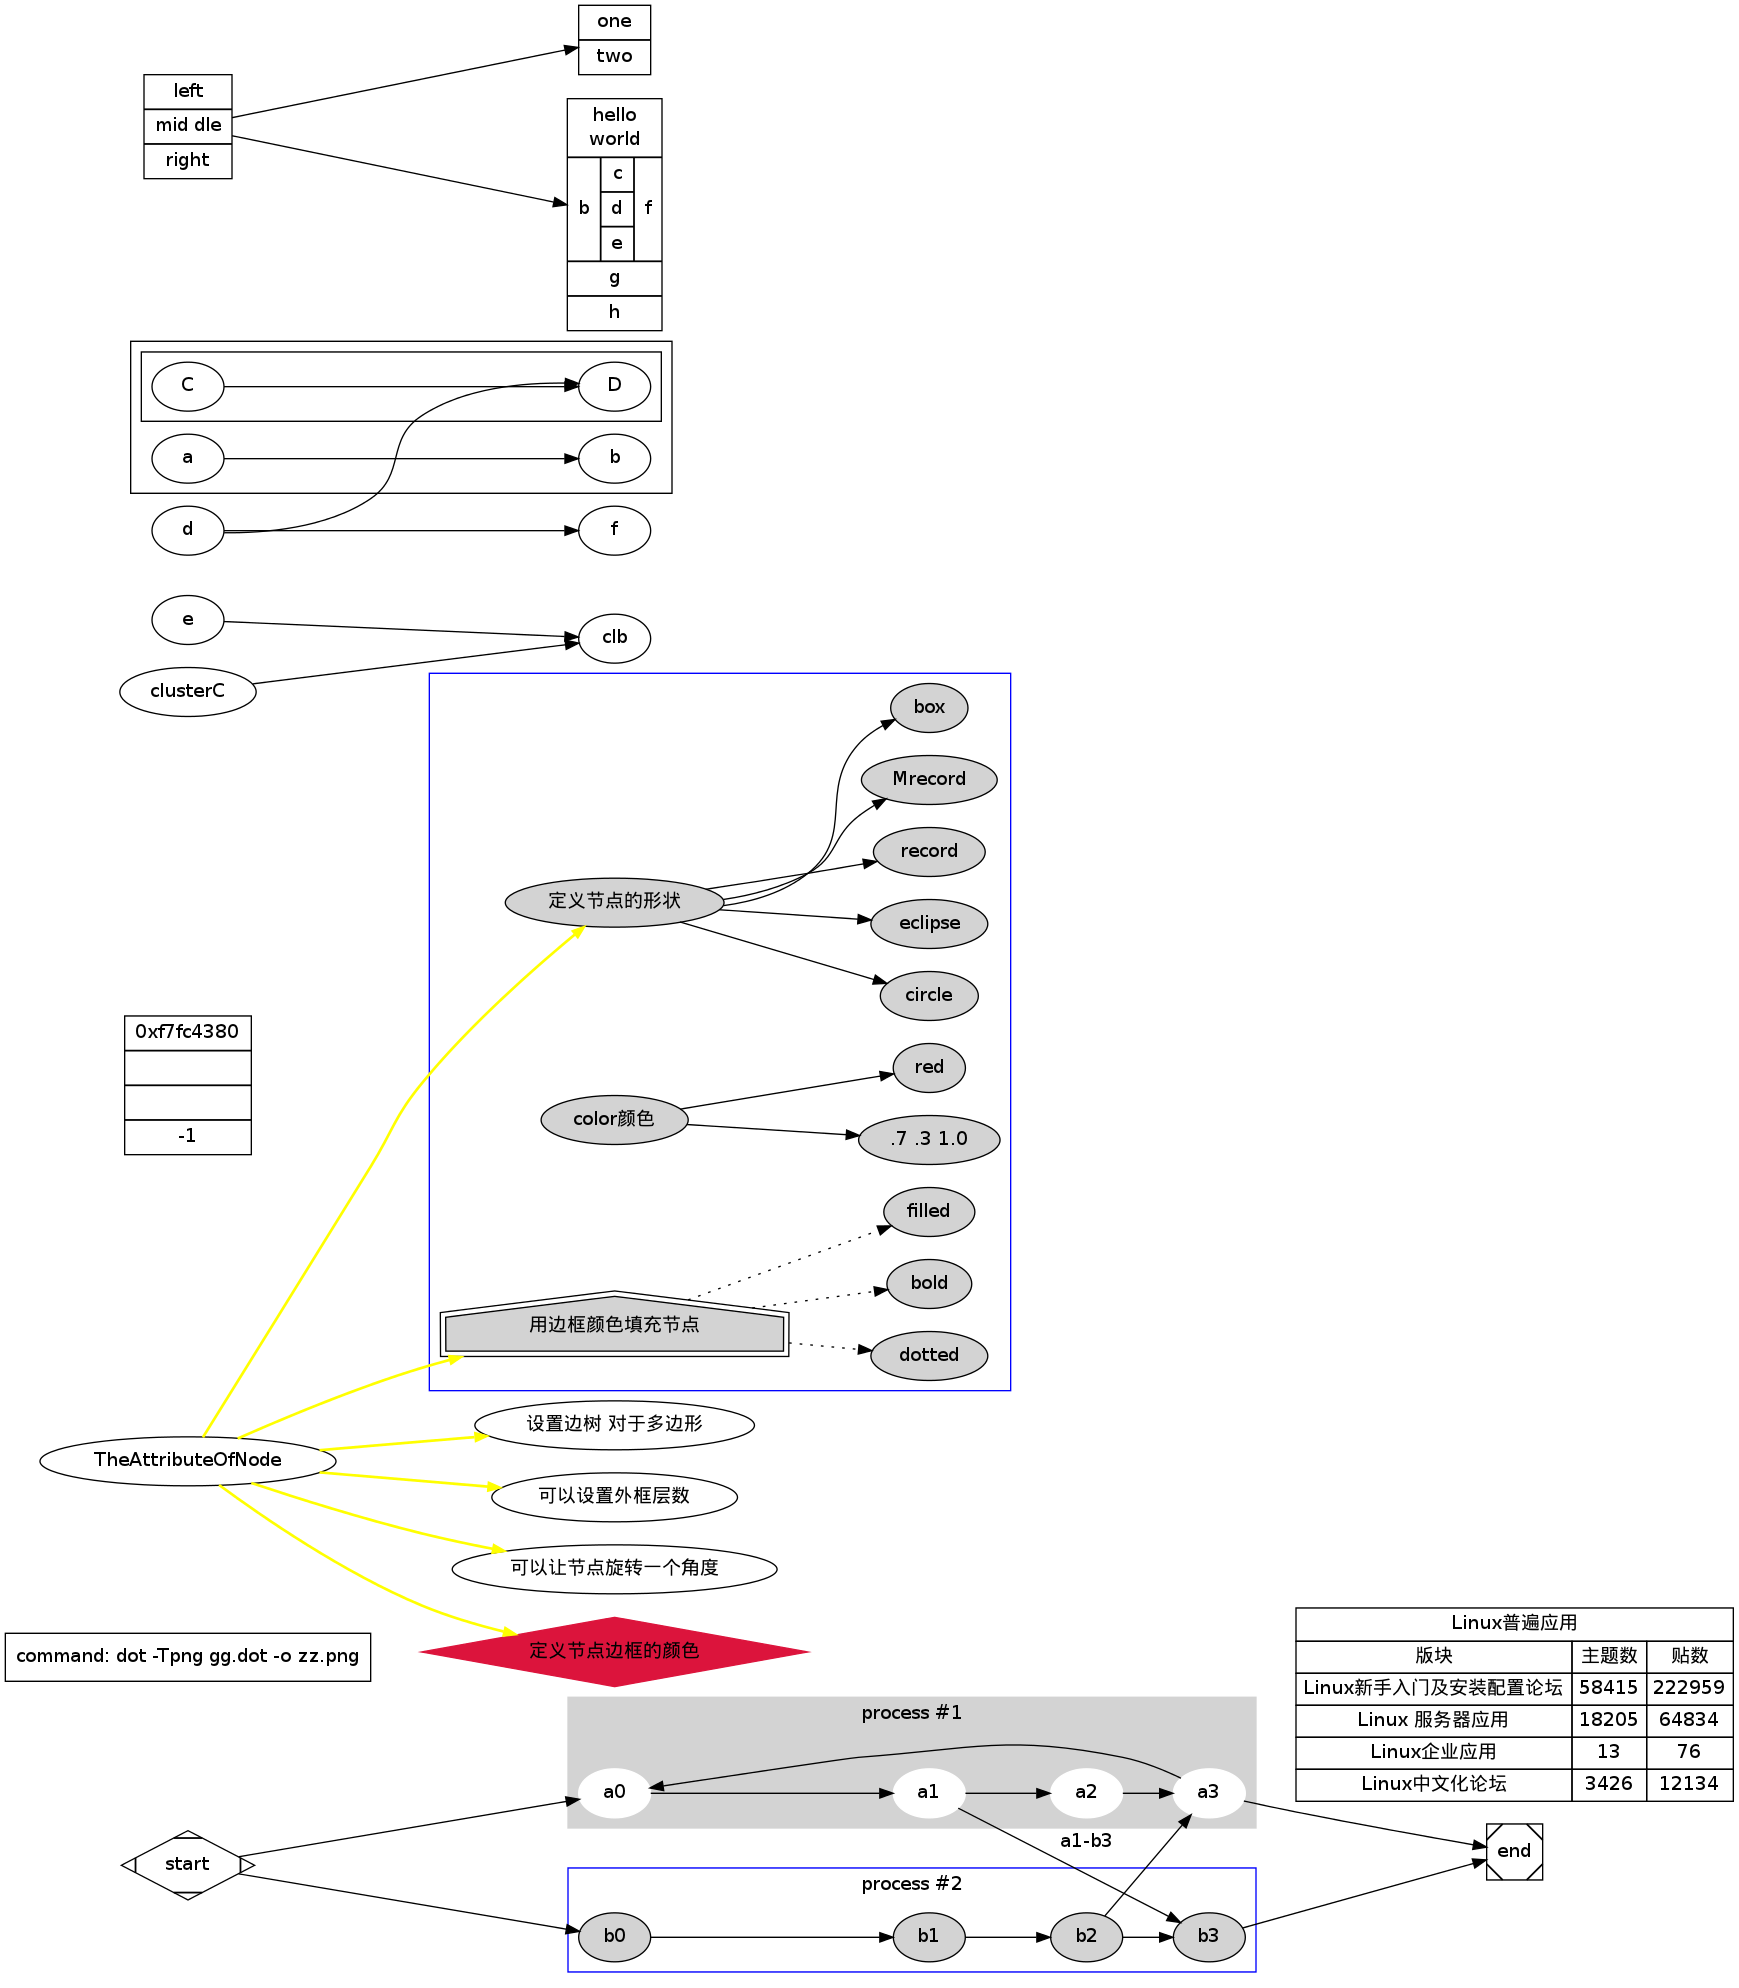 one
two
left
mid dle
right
hello
world
b
c
d
e
f
g
h
C
D
a
b
d
f
e
clb
clusterC
box
Mrecord
record
定义节点的形状
eclipse
circle
0xf7fc4380
-1
red
color颜色
.7 .3 1.0
filled
bold
用边框颜色填充节点
dotted
设置边树 对于多边形
TheAttributeOfNode
可以设置外框层数
可以让节点旋转一个角度
定义节点边框的颜色
command: dot -Tpng gg.dot -o zz.png
Linux普遍应用
版块 主题数 贴数
Linux新手入门及安装配置论坛 58415 222959
Linux 服务器应用 18205 64834
Linux企业应用 13 76
Linux中文化论坛 3426 12134
process #1
a0 a1 a2 a3
a1-b3
start
end
process #2
b0 b1 b2 b3